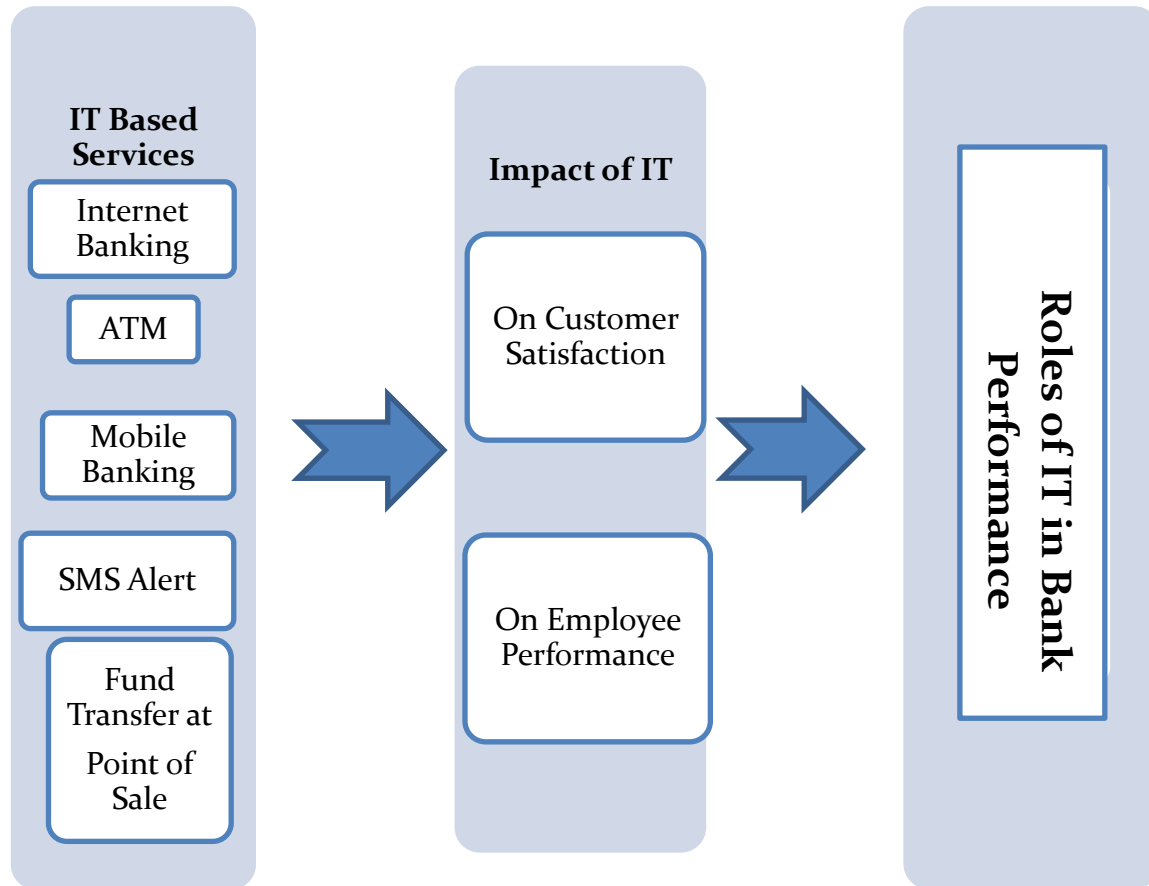 IT Based
Services
Internet
Banking
ATM
Mobile
Banking
SMS Alert
Fund
Transfer at
Point of
Sale
Impact of IT
On Customer
Satisfaction
On Employee
Performance
Roles of IT in Bank
Performance